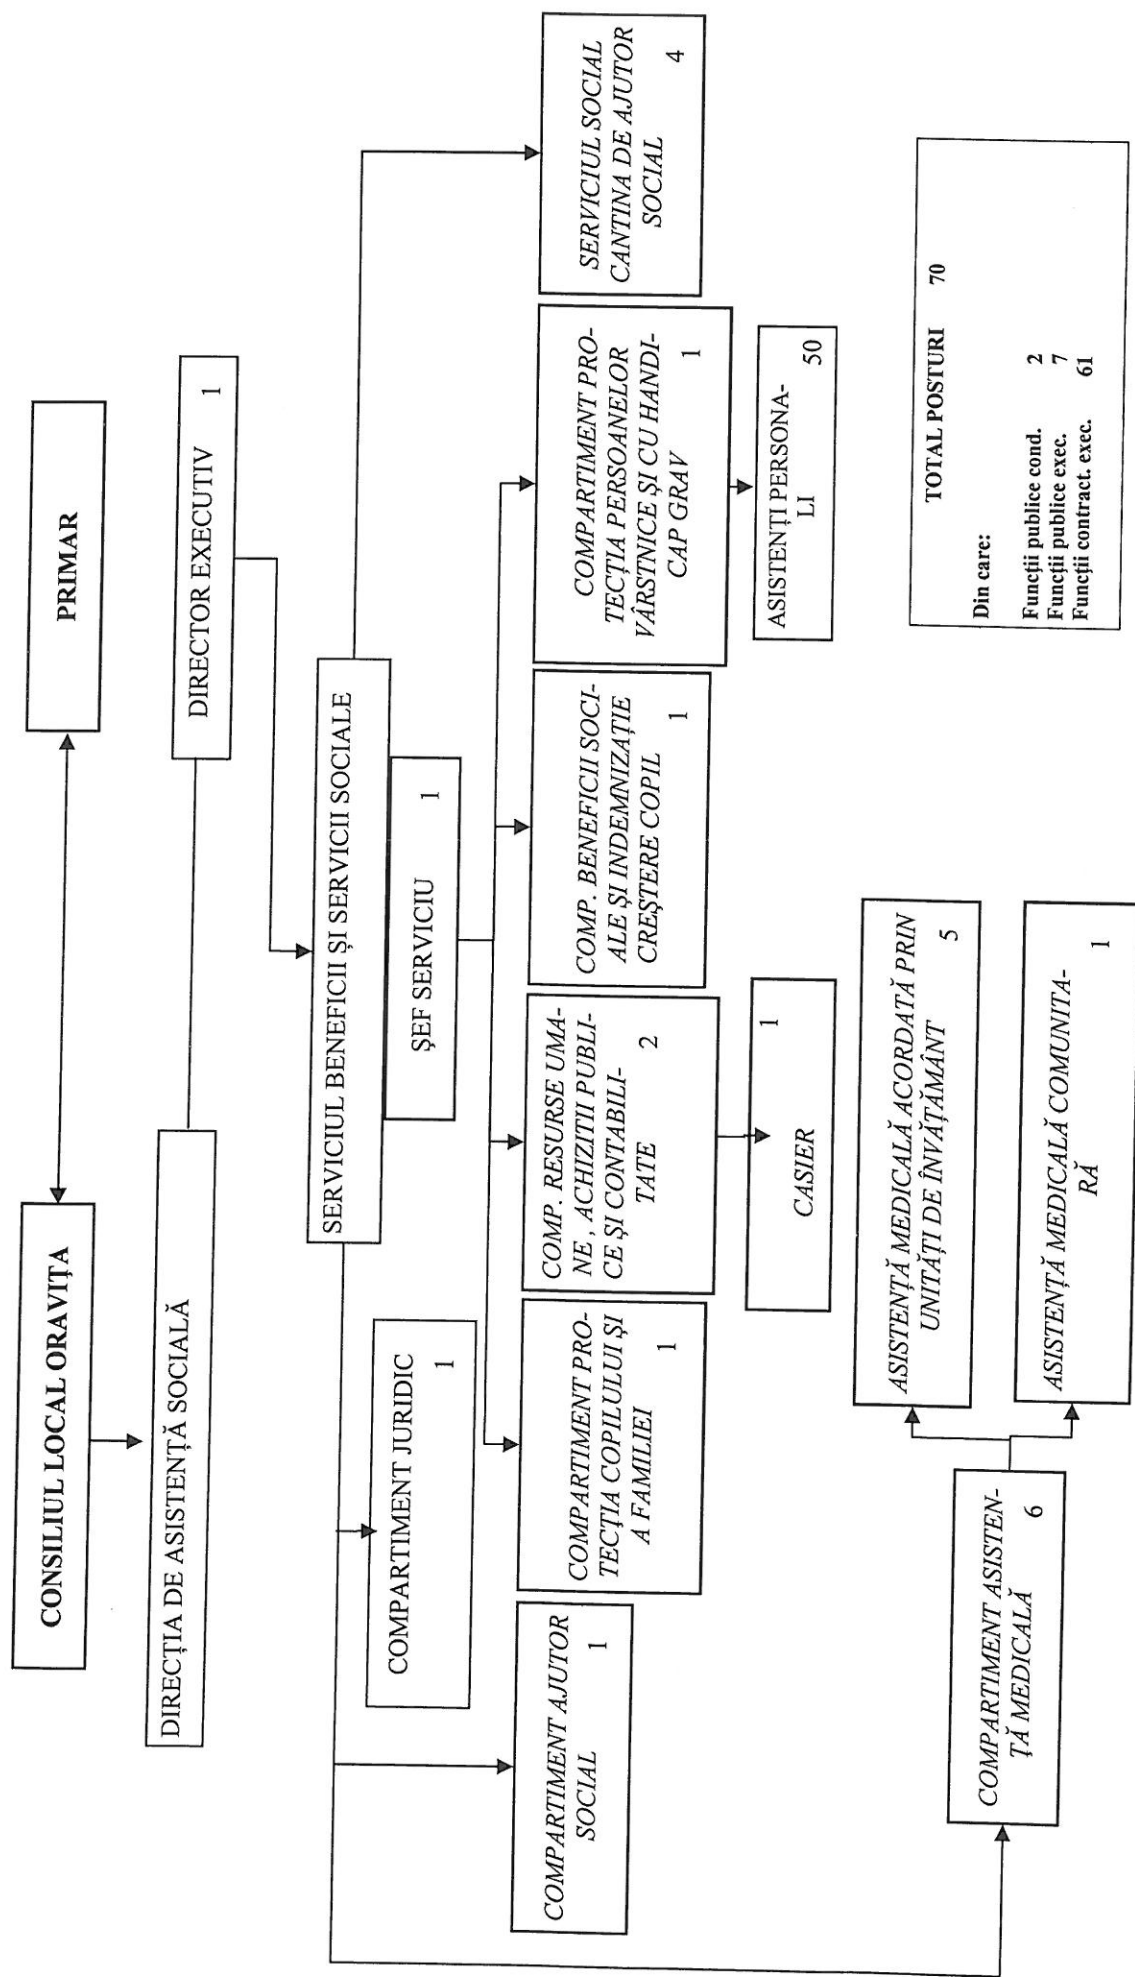 CONSILIUL LOCAL ORAVIȚA
PRIMAR
DIRECȚIA DE ASISTENȚĂ SOCIALĂ
DIRECTOR EXECUTIV 1
SERVICIUL BENEFICII ȘI SERVICII SOCIALE
ȘEF SERVICIU 1
COMPARTIMENT JURIDIC
1
COMPARTIMENT AJUTOR
SOCIAL 1
COMPARTIMENT PRO-
TECȚIA COPILULUI ȘI
A FAMILIEI 1
COMP. RESURSE UMA-
NE , ACHIZITII PUBLI-
CE ȘI CONTABILI-
TATE 2
COMP. BENEFICII SOCI-
ALE ȘI INDEMNIZAȚIE
CREȘTERE COPIL 1
COMPARTIMENT PRO-
TECȚIA PERSOANELOR
VÂRSTNICE ȘI CU HANDI-
CAP GRAV 1
SERVICIUL SOCIAL
CANTINA DE AJUTOR
SOCIAL 4
CASIER 1
ASISTENȚI PERSONA-
LI 50
COMPARTIMENT ASISTEN-
ȚĂ MEDICALĂ 6
ASISTENȚĂ MEDICALĂ ACORDATĂ PRIN
UNITĂȚI DE ÎNVĂȚĂMÂNT 5
ASISTENȚĂ MEDICALĂ COMUNITA-
RĂ 1
TOTAL POSTURI 70
Din care:
Funcții publice cond. 2
Funcții publice exec. 7
Funcții contract. exec. 61